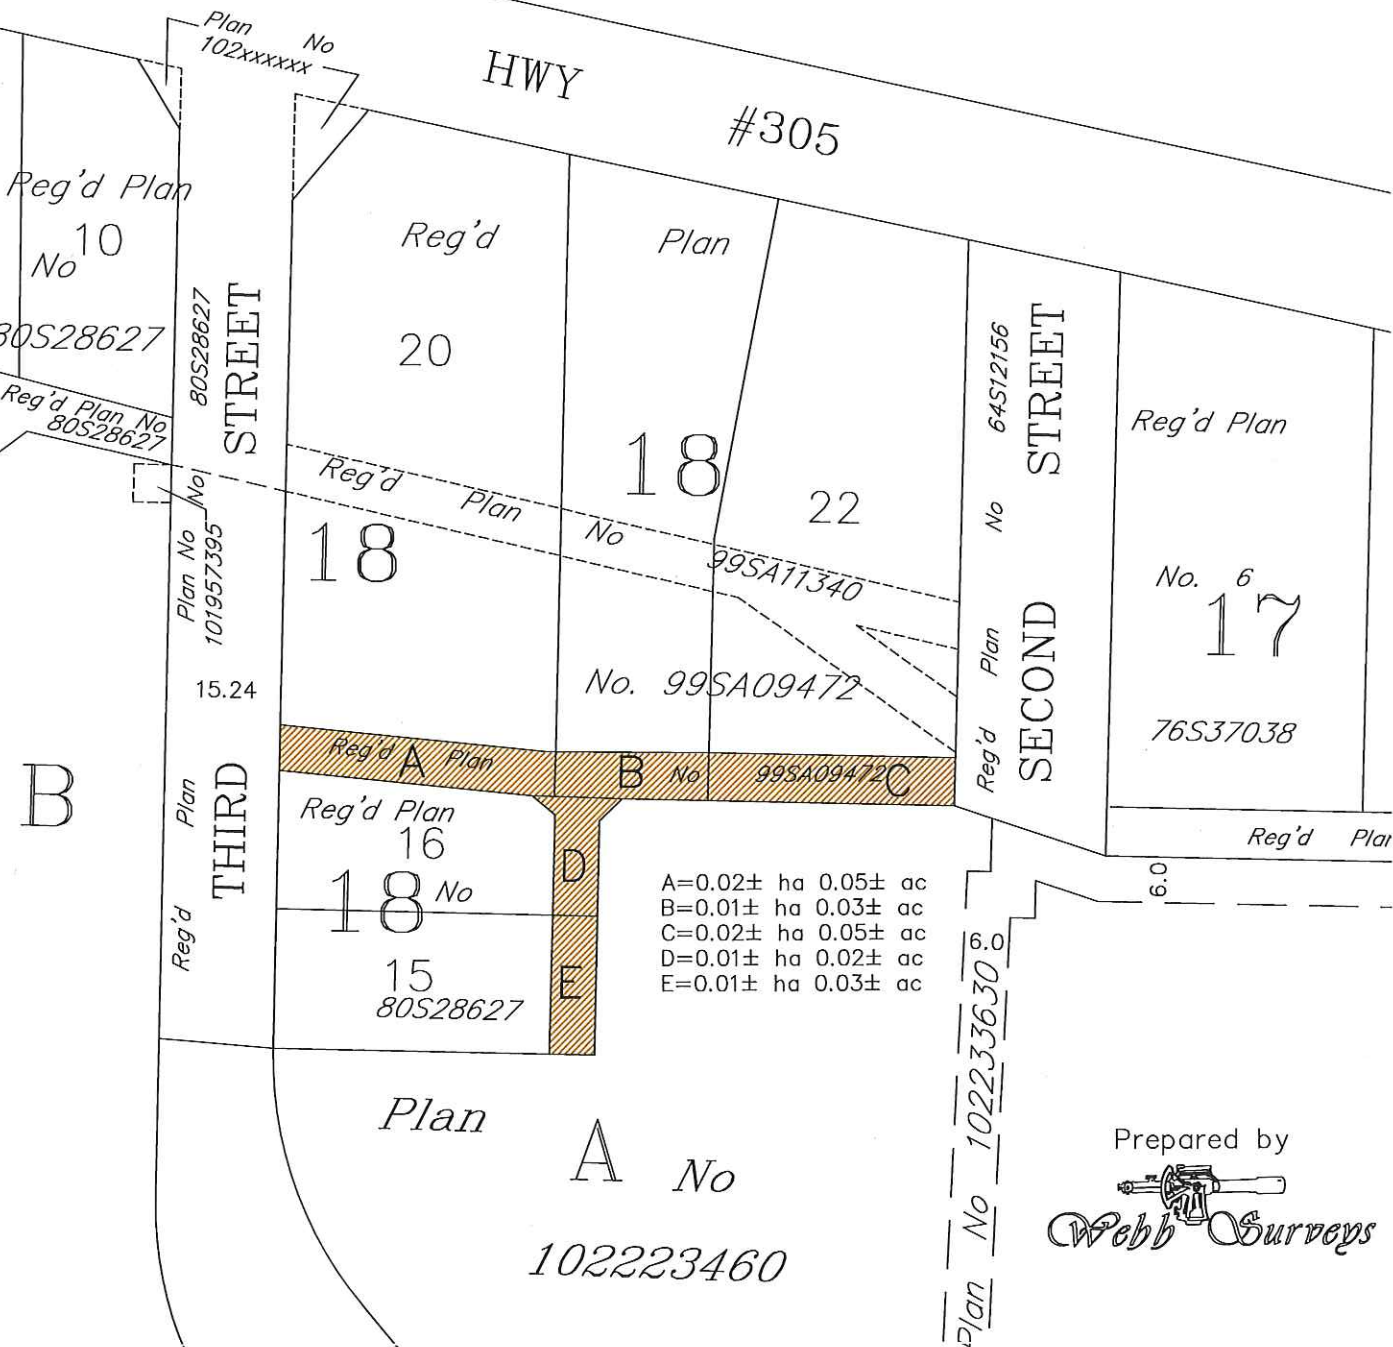 Plan No
102xxxxxx
HWY #305
Reg'd Plan
10
No
80S28627
Reg'd Plan No
80S28627
80S28627
STREET
Reg'd Plan
20
18
22
Reg'd Plan No 99SA11340
18
No. 99SA09472
No
Plan No
101957395
15.24
THIRD
Reg'd Plan
B
64S12156
STREET
SECOND
Reg'd Plan No
Reg'd Plan
No. 6
17
76S37038
Reg'd Plan
6.0
Reg'd Plan No 99SA09472
A B C
D
E
Reg'd Plan
16
18 No
15
80S28627
A=0.02± ha 0.05± ac
B=0.01± ha 0.03± ac
C=0.02± ha 0.05± ac
D=0.01± ha 0.02± ac
E=0.01± ha 0.03± ac
6.0
Plan No 102233630
Plan
A No
102223460
Prepared by
Webb Surveys